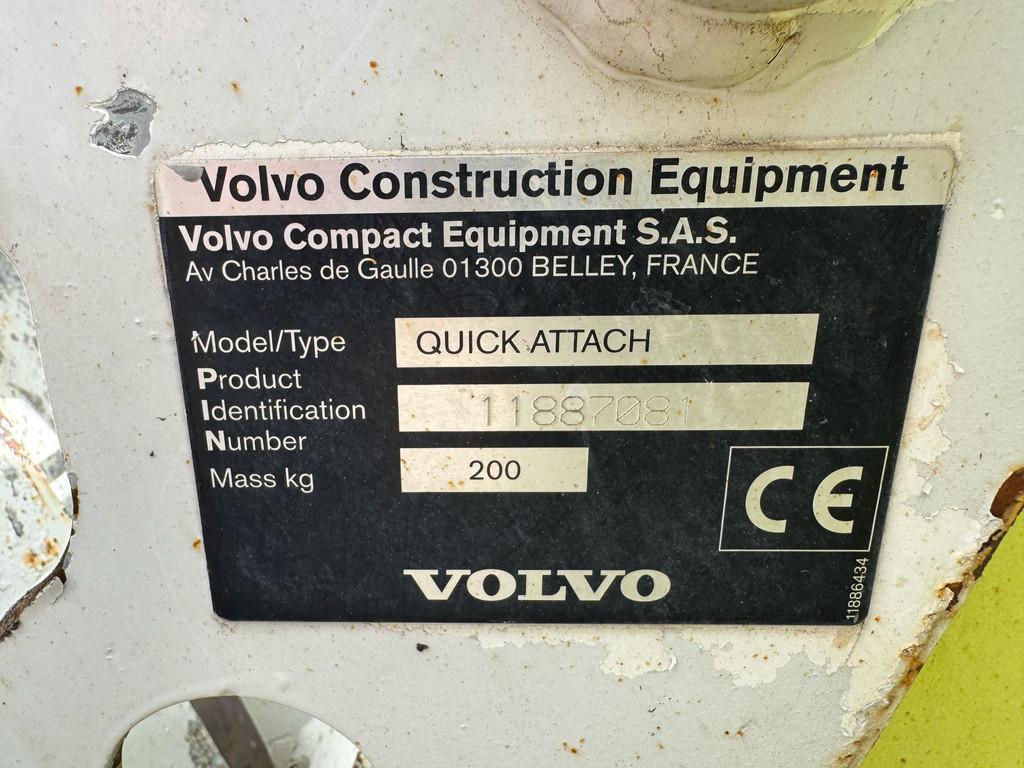 Volvo Construction Equipment
Volvo Compact Equipment S.A.S.
Av Charles de Gaulle 01300 BELLEY, FRANCE
Model/Type QUICK ATTACH
Product
Identification 11887081
Number
Mass kg 200
CE
VOLVO
11886434